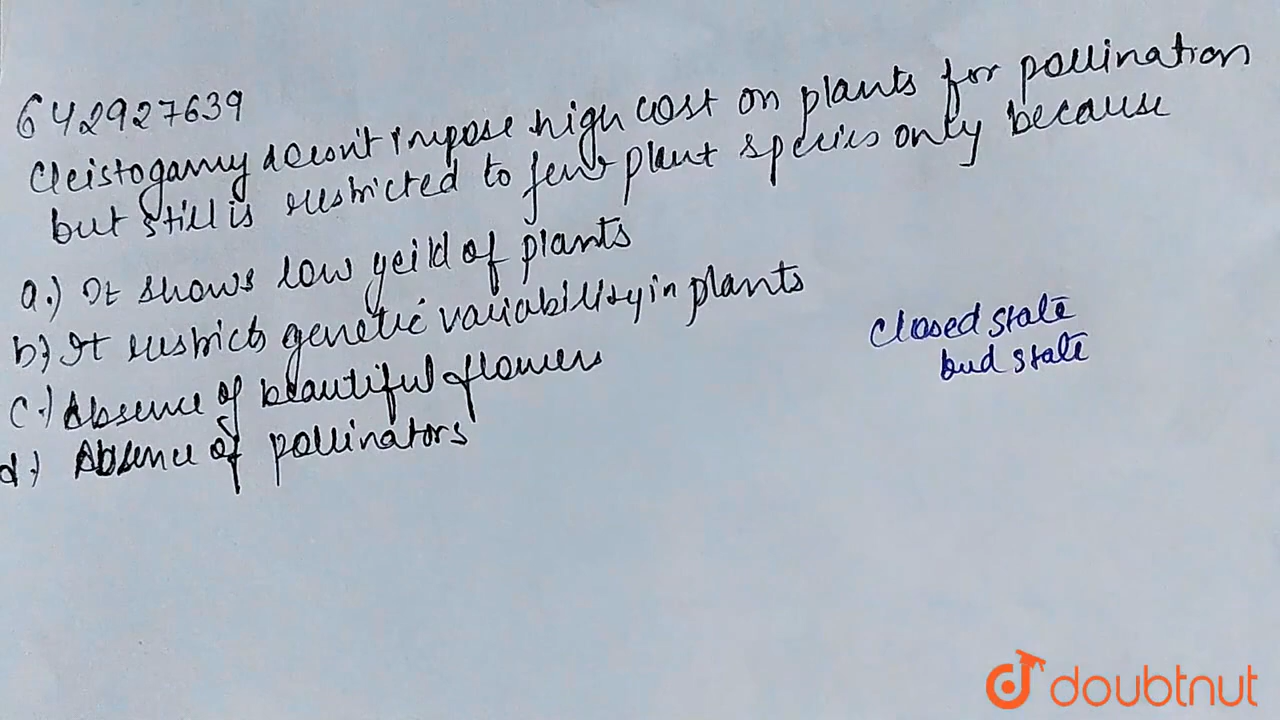 642927639
Cleistogamy doesn't impose high cost on plants for pollination
but still is restricted to few plant species only because
a.) It shows low yeild of plants
b.) It restricts genetic variability in plants
c.) Absence of beautiful flowers
d.) Absence of pollinators
Closed state
bud state
doubtnut